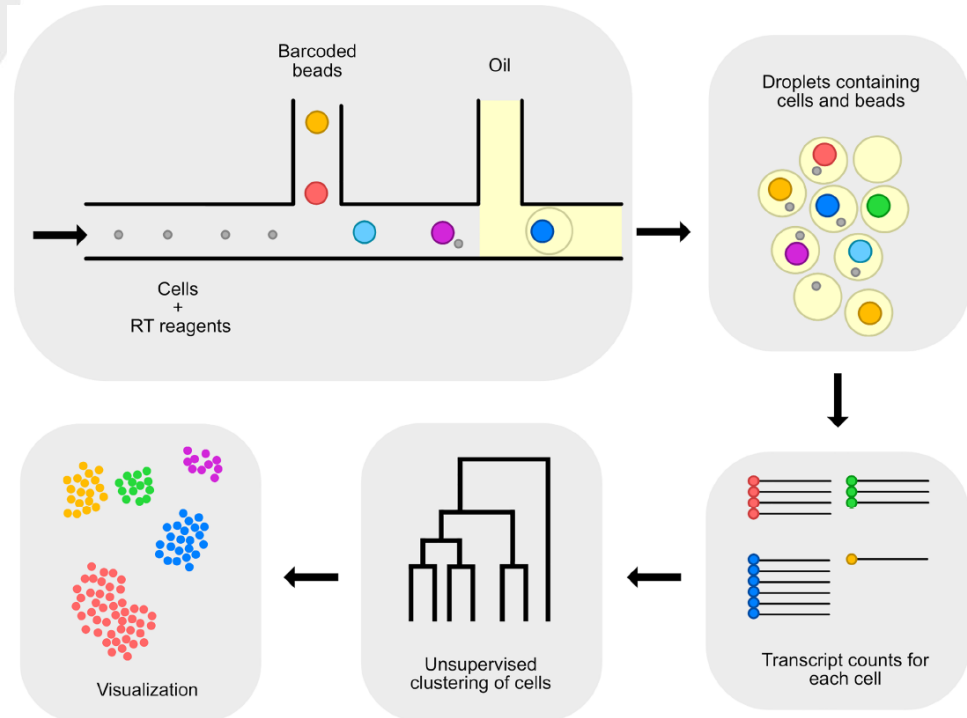 Barcoded
beads
Oil
Cells
+
RT reagents
Droplets containing
cells and beads
Transcript counts for
each cell
Unsupervised
clustering of cells
Visualization